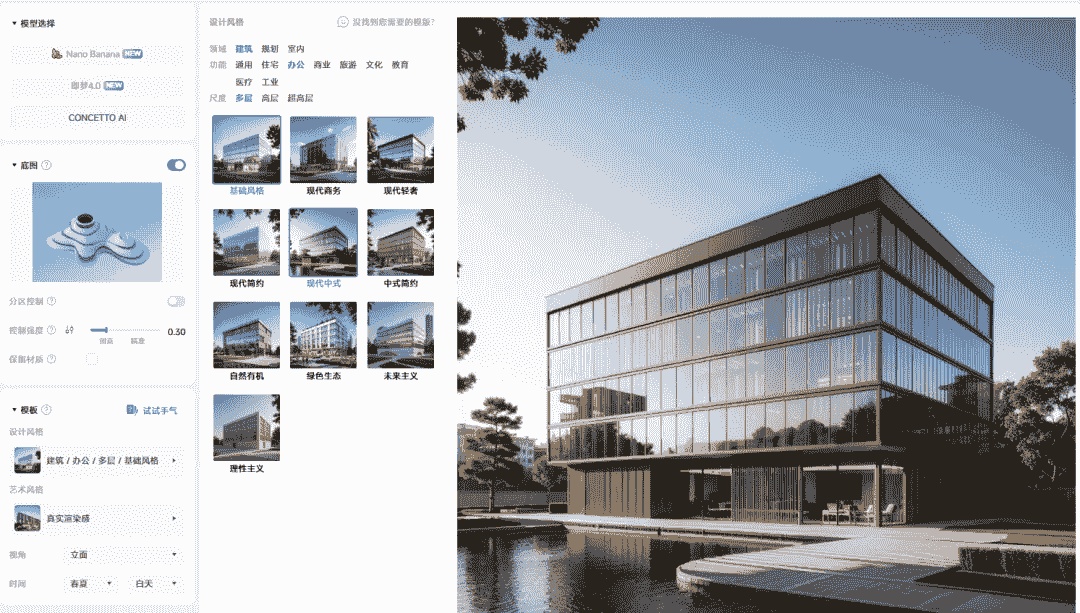 模型选择
Nano Banana NEW
即梦4.0 NEW
CONCETTO AI
底图
分区控制
控制强度 0.30
创意 精准
保留材质
模板 试试手气
设计风格
建筑 / 办公 / 多层 / 基础风格
艺术风格
真实渲染感
视角 立面
时间 春夏 白天
设计风格 没找到您需要的模版?
领域 建筑 规划 室内
功能 通用 住宅 办公 商业 旅游 文化 教育
医疗 工业
尺度 多层 高层 超高层
基础风格 现代商务 现代轻奢
现代简约 现代中式 中式简约
自然有机 绿色生态 未来主义
理性主义